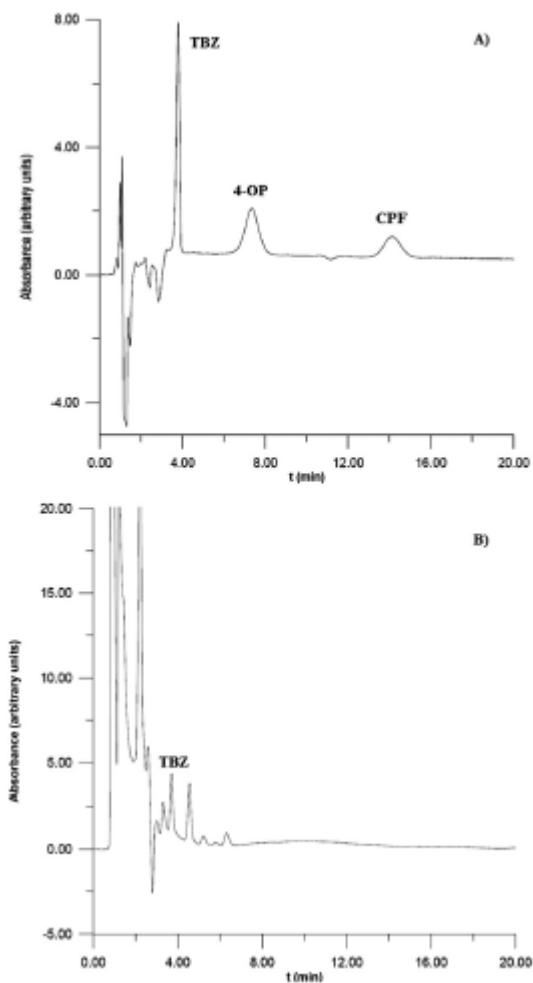 8.00
A)
TBZ
4.00
4-OP
CPF
Absorbance (arbitrary units)
0.00
-4.00
0.00 4.00 8.00 12.00 16.00 20.00
t (min)
20.00
B)
15.00
10.00
Absorbance (arbitrary units)
5.00
TBZ
0.00
-5.00
0.00 4.00 8.00 12.00 16.00 20.00
t (min)